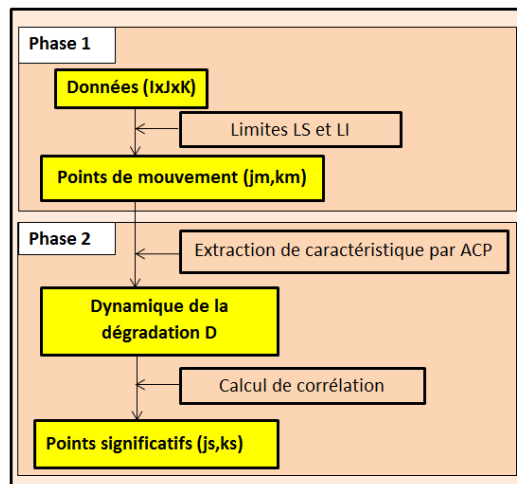 Phase 1
Données (IxJxK)
Limites LS et LI
Points de mouvement (jm,km)
Phase 2
Extraction de caractéristique par ACP
Dynamique de la
dégradation D
Calcul de corrélation
Points significatifs (js,ks)